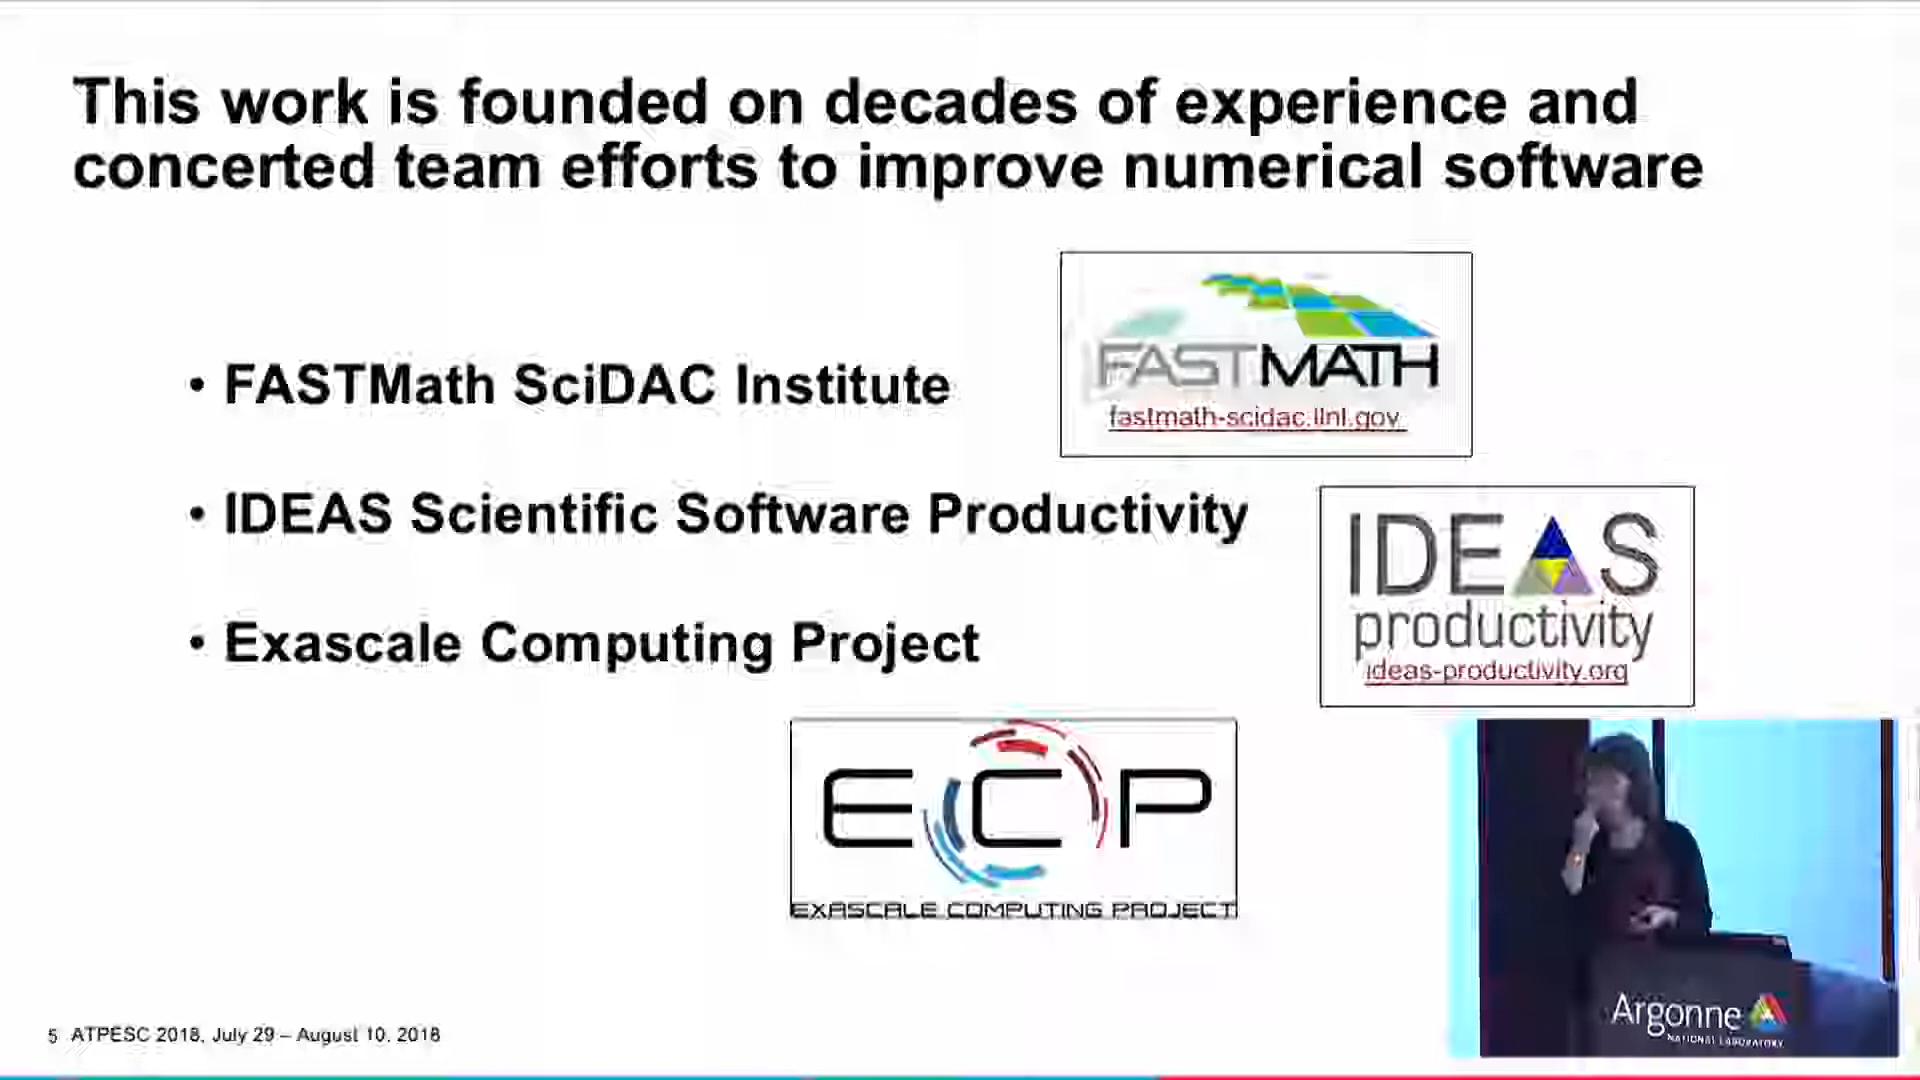 This work is founded on decades of experience and
concerted team efforts to improve numerical software
• FASTMath SciDAC Institute
FASTMATH
fastmath-scidac.llnl.gov
• IDEAS Scientific Software Productivity
IDEAS
productivity
ideas-productivity.org
• Exascale Computing Project
ECP
EXASCALE COMPUTING PROJECT
Argonne
NATIONAL LABORATORY
5 ATPESC 2018, July 29 – August 10, 2018